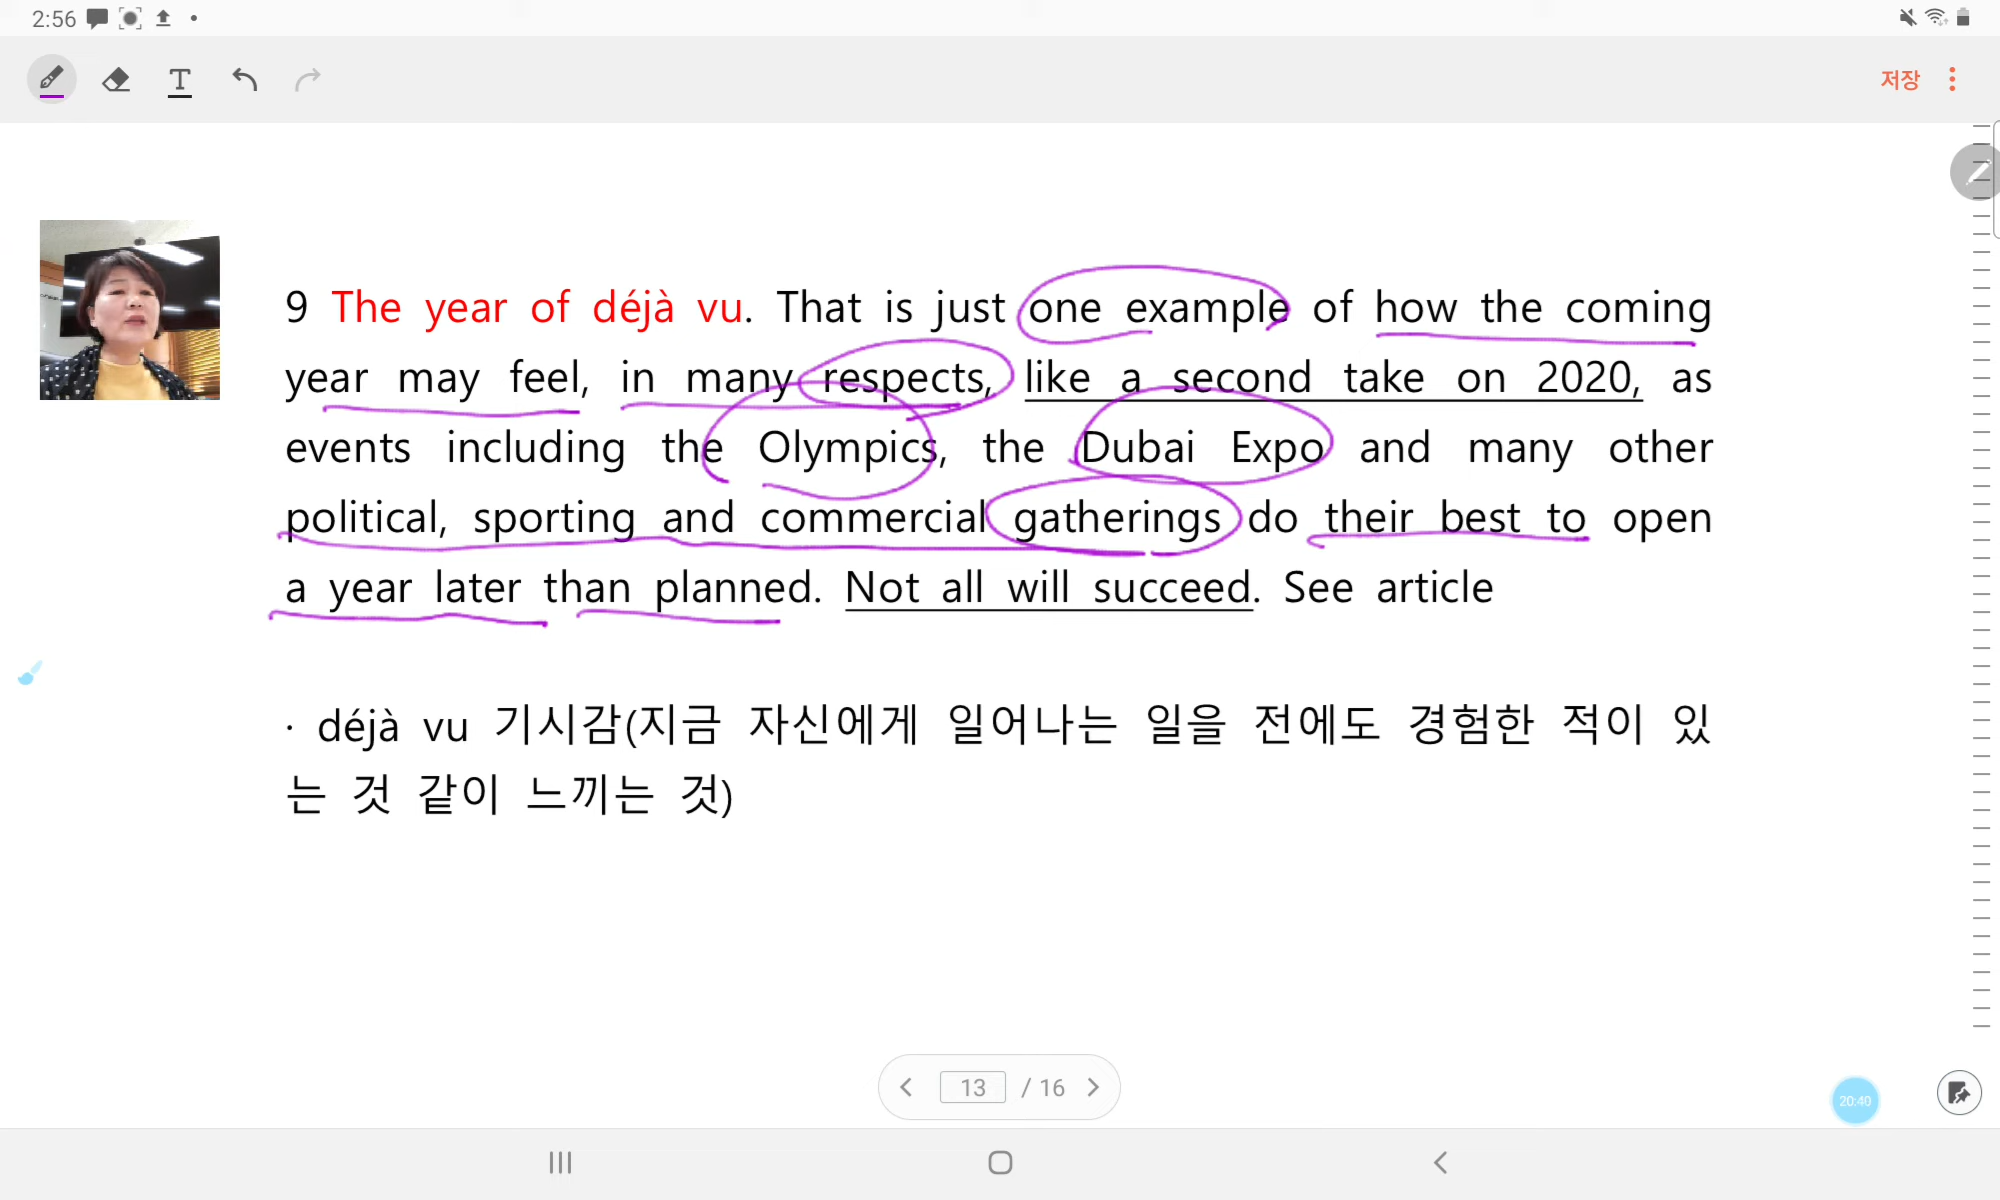 2:56
저장
9 The year of déjà vu. That is just one example of how the coming
year may feel, in many respects, like a second take on 2020, as
events including the Olympics, the Dubai Expo and many other
political, sporting and commercial gatherings do their best to open
a year later than planned. Not all will succeed. See article
· déjà vu 기시감(지금 자신에게 일어나는 일을 전에도 경험한 적이 있
는 것 같이 느끼는 것)
13 / 16
20:40